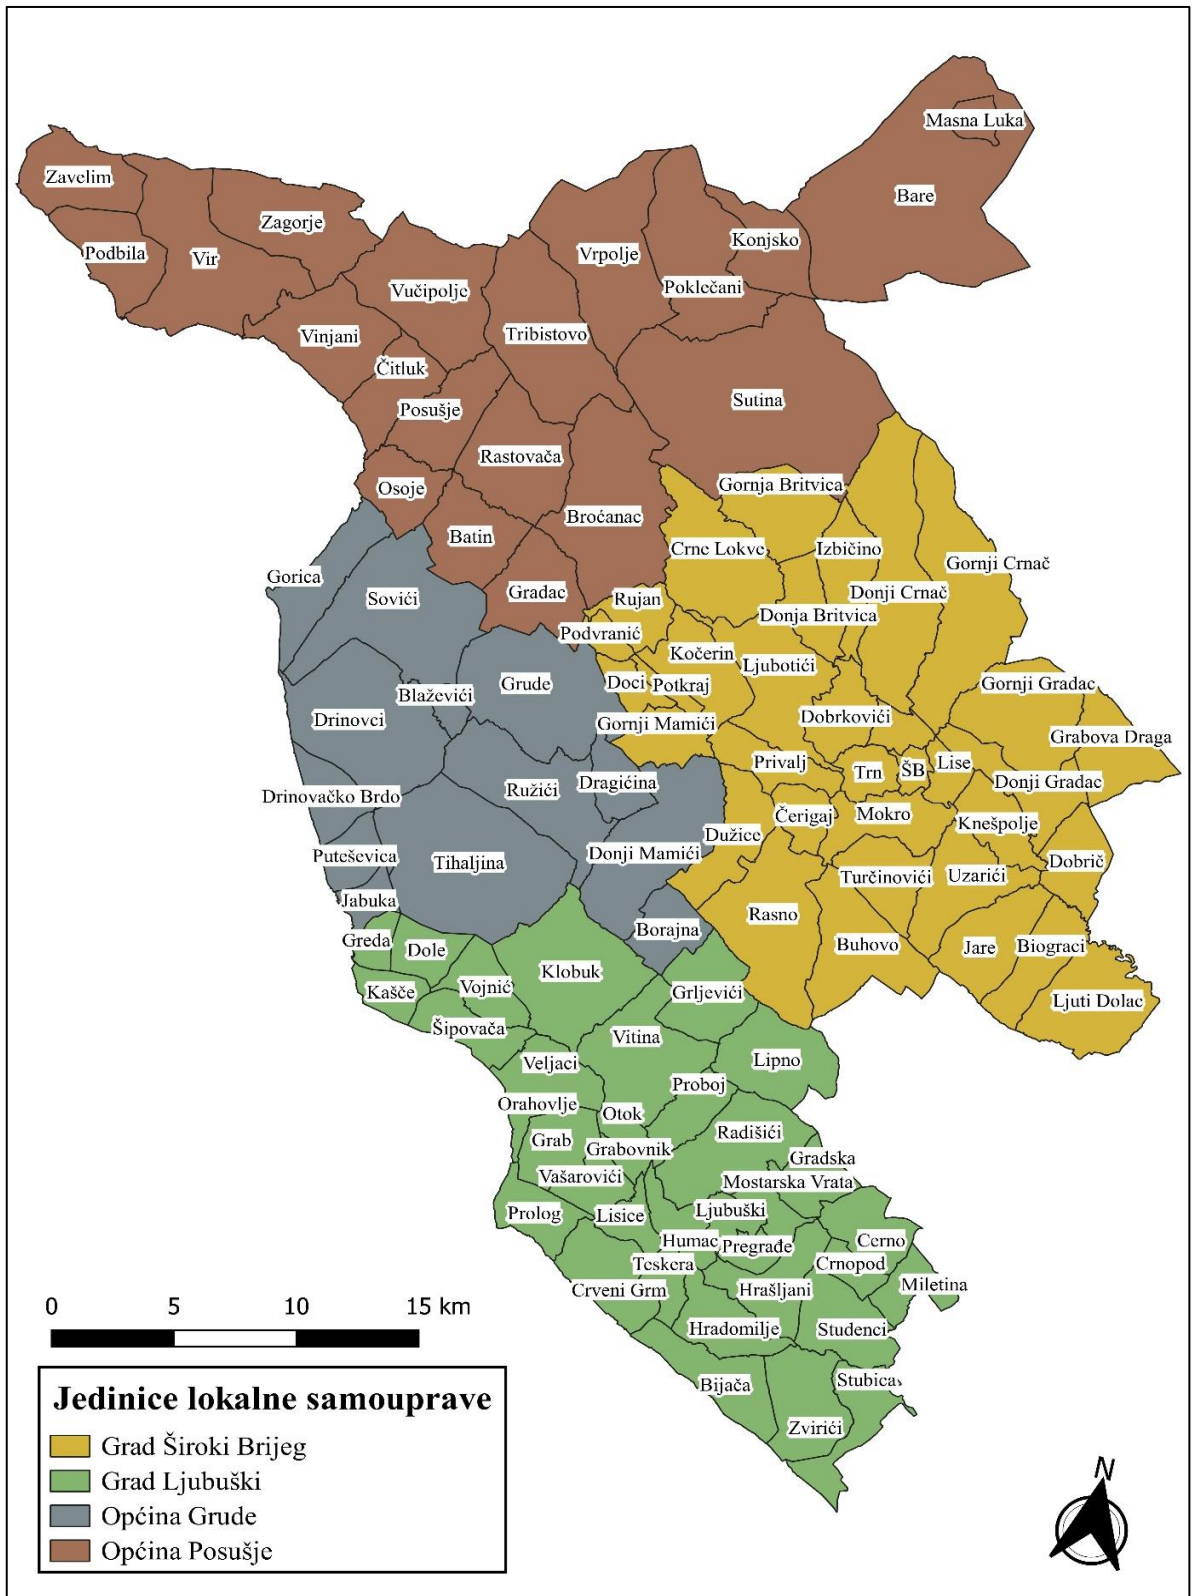 Masna Luka
Zavelim
Bare
Zagorje
Konjsko
Podbila
Vrpolje
Vir
Poklečani
Vučipolje
Tribistovo
Vinjani
Čitluk
Sutina
Posušje
Rastovača
Gornja Britvica
Osoje
Broćanac
Batin
Crne Lokve
Izbičino
Gornji Crnač
Gorica
Gradac
Donji Crnač
Sovići
Rujan
Donja Britvica
Podvranić
Kočerin
Ljubotići
Grude
Doci
Potkraj
Gornji Gradac
Blaževići
Drinovci
Gornji Mamići
Dobrkovići
Grabova Draga
Privalj
Lise
Trn
ŠB
Dragićina
Donji Gradac
Ružići
Drinovačko Brdo
Čerigaj
Mokro
Knešpolje
Dužice
Puteševica
Tihaljina
Donji Mamići
Dobrič
Turčinovići
Uzarići
Jabuka
Rasno
Borajna
Greda
Dole
Buhovo
Jare
Biograci
Klobuk
Vojnić
Kašče
Grljevići
Ljuti Dolac
Šipovača
Vitina
Veljaci
Lipno
Proboj
Orahovlje
Otok
Radišići
Grab
Grabovnik
Gradska
Vašarovići
Mostarska Vrata
Prolog
Lisice
Ljubuški
Humac
Pregrađe
Cerno
Teskera
Crnopod
Crveni Grm
Hrašljani
Miletina
Hradomilje
Studenci
Bijača
Stubica
Zvirići
0 5 10 15 km
Jedinice lokalne samouprave
Grad Široki Brijeg
Grad Ljubuški
Općina Grude
Općina Posušje
N